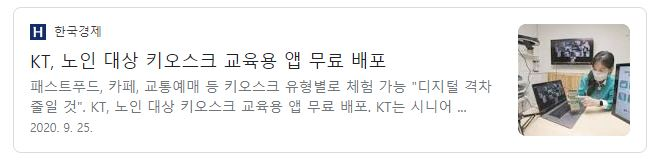 H 한국경제
KT, 노인 대상 키오스크 교육용 앱 무료 배포
패스트푸드, 카페, 교통예매 등 키오스크 유형별로 체험 가능 "디지털 격차
줄일 것". KT, 노인 대상 키오스크 교육용 앱 무료 배포. KT는 시니어 ...
2020. 9. 25.